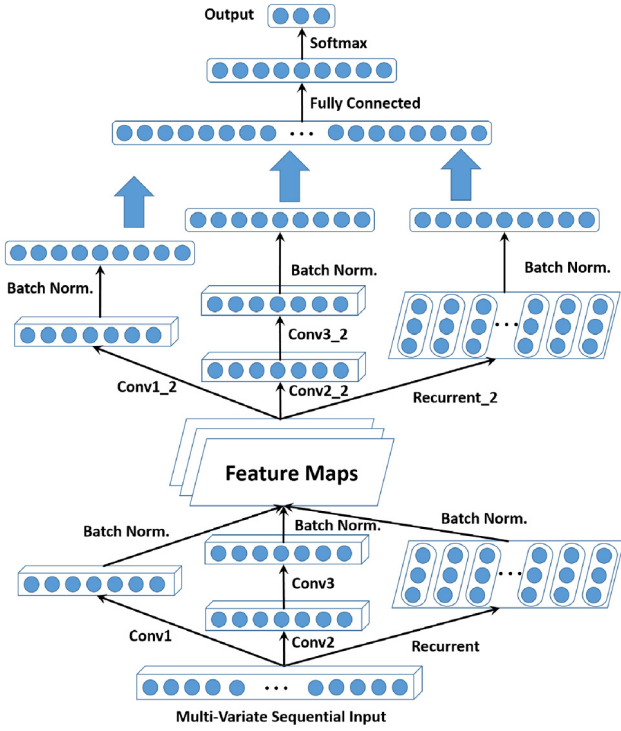 Output
Softmax
Fully Connected
...
Batch Norm.
Batch Norm.
Batch Norm.
...
Conv3_2
Conv1_2
Conv2_2
Recurrent_2
Feature Maps
Batch Norm.
Batch Norm.
Batch Norm.
...
Conv3
Conv1
Conv2
Recurrent
...
Multi-Variate Sequential Input